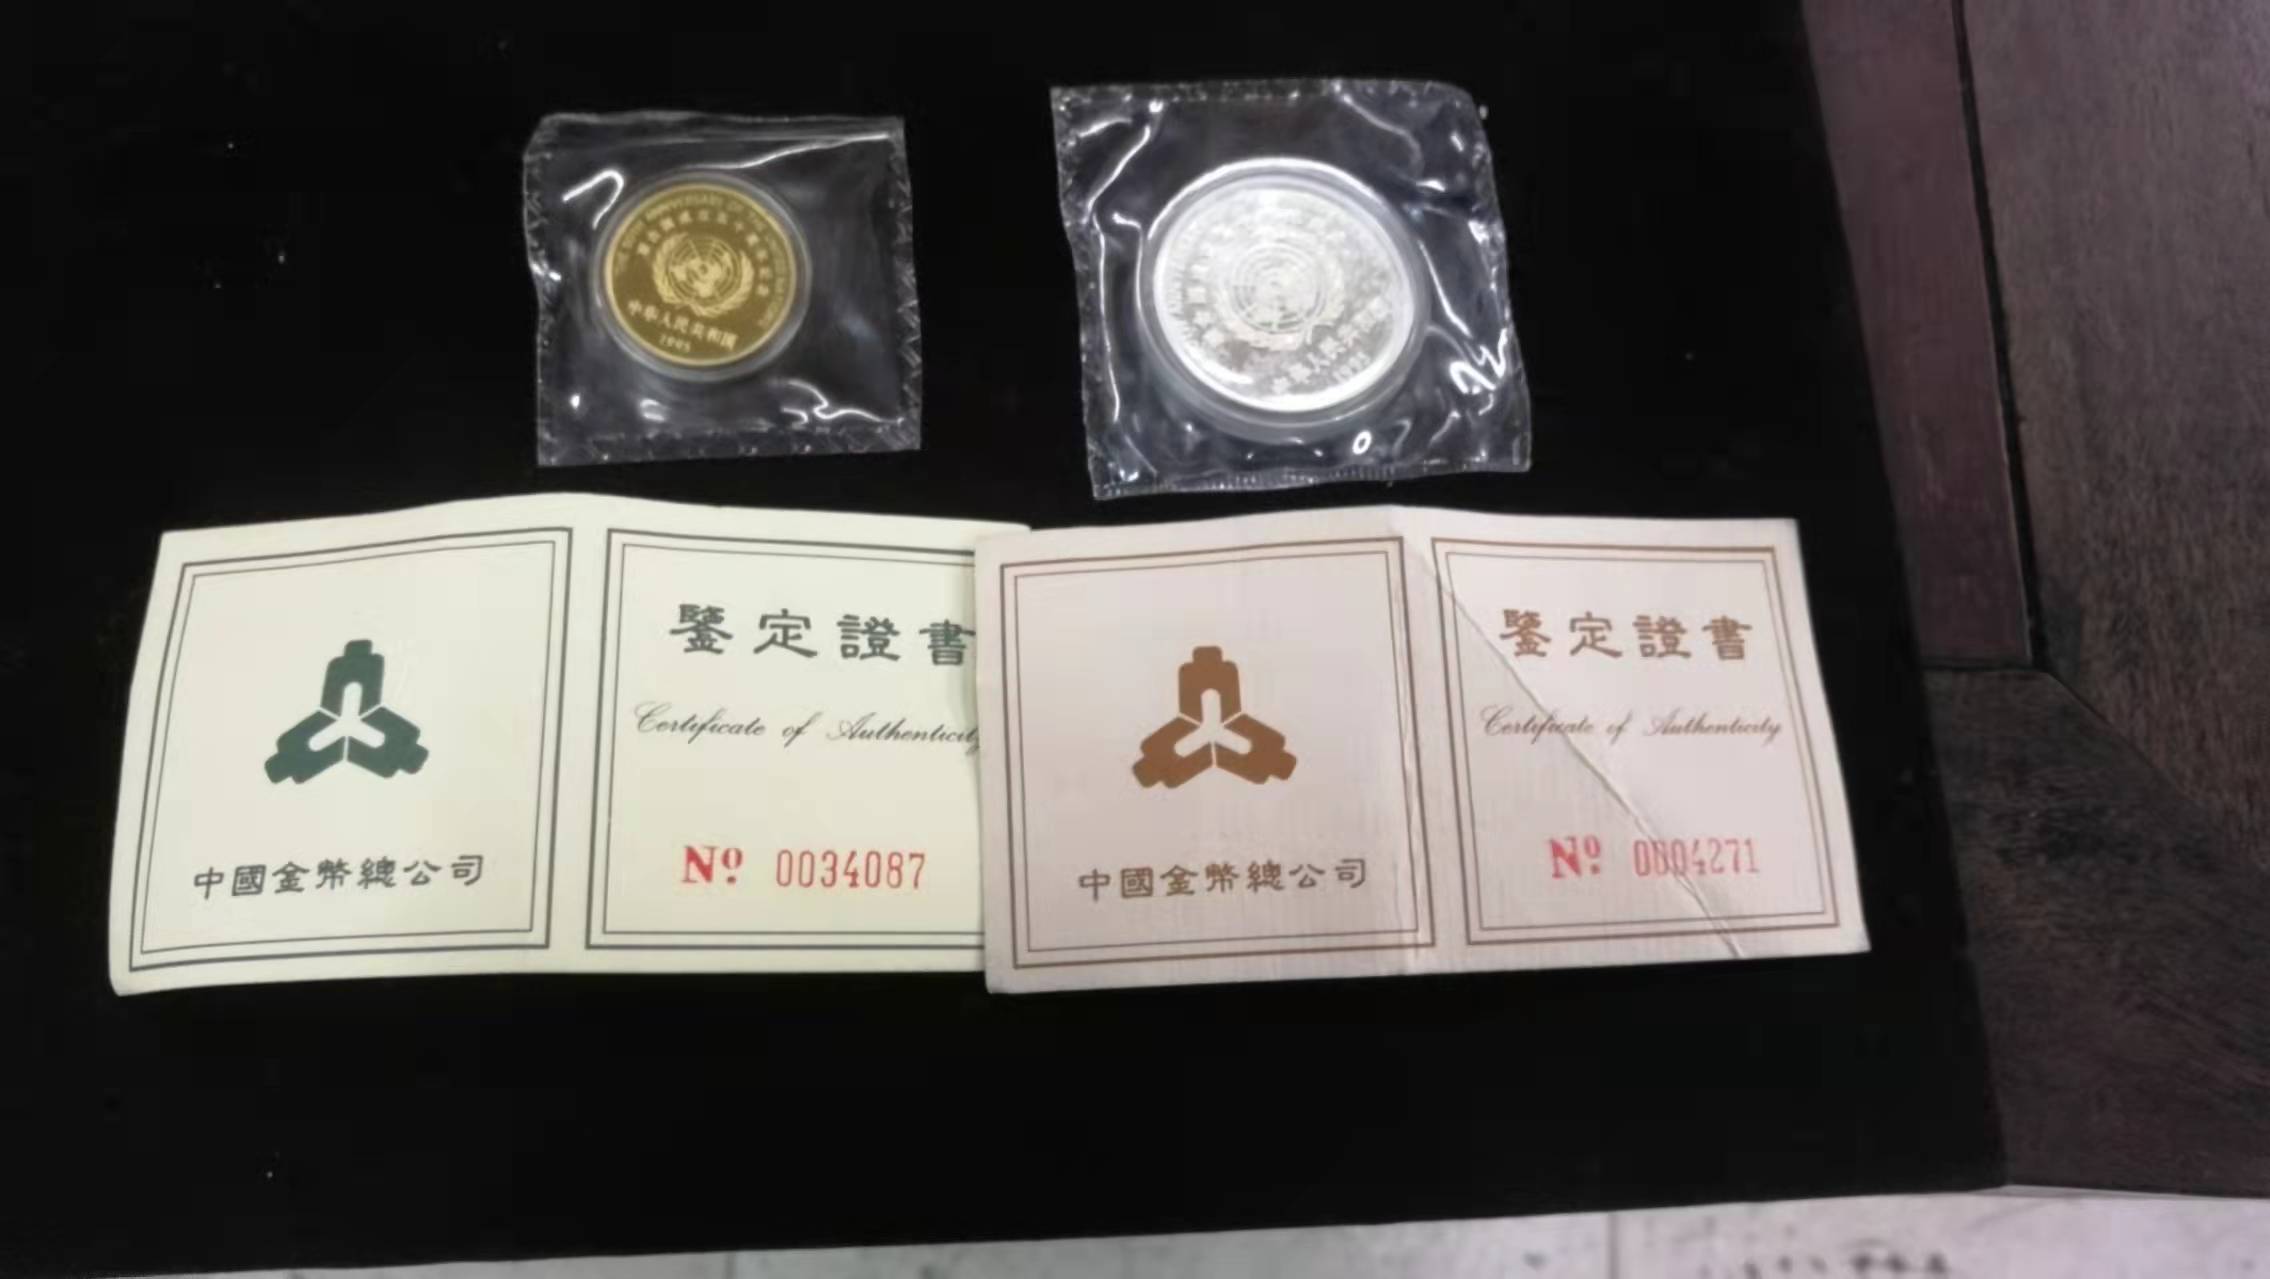 中华人民共和国
1995
鑒定證書
Certificate of Authenticity
中國金幣總公司
Nº 0034087
鑒定證書
Certificate of Authenticity
中國金幣總公司
Nº 0004271